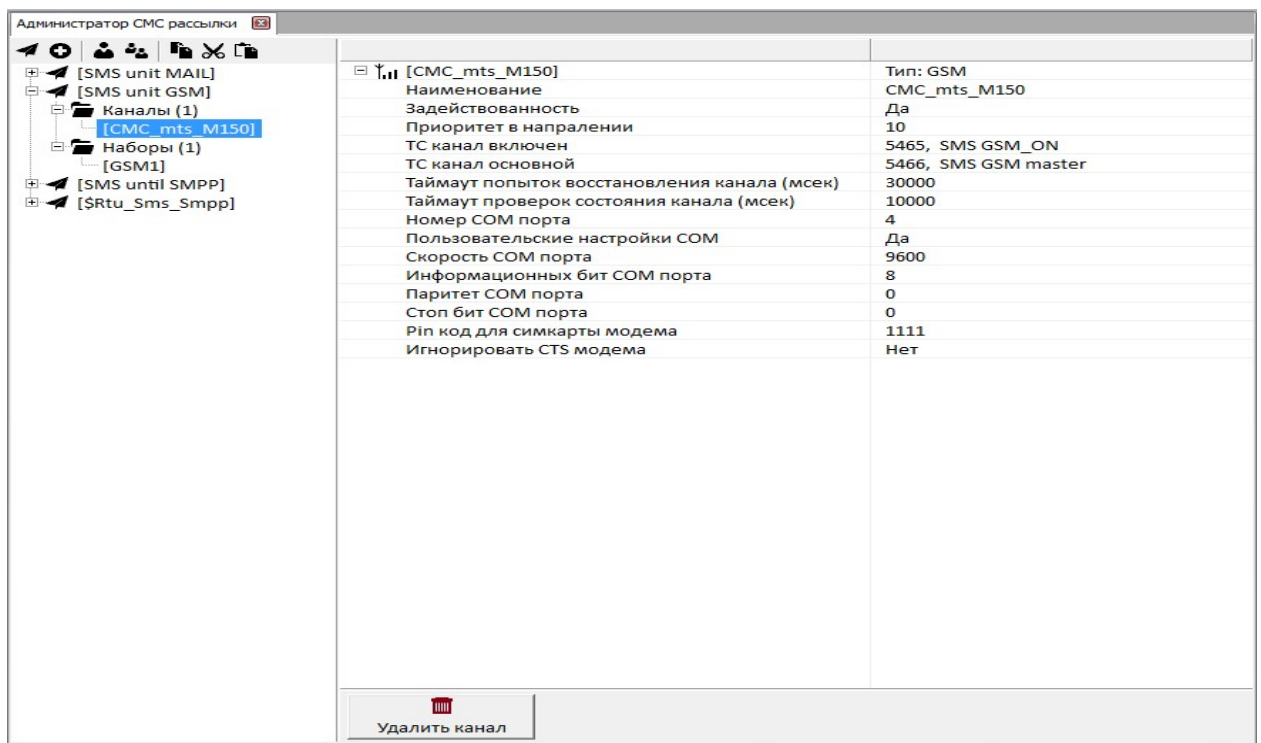 Администратор СМС рассылки
[SMS unit MAIL]
[SMS unit GSM]
Каналы (1)
[CMC_mts_M150]
Наборы (1)
[GSM1]
[SMS until SMPP]
[$Rtu_Sms_Smpp]
[CMC_mts_M150] Тип: GSM
Наименование CMC_mts_M150
Задействованность Да
Приоритет в напралении 10
ТС канал включен 5465, SMS GSM_ON
ТС канал основной 5466, SMS GSM master
Таймаут попыток восстановления канала (мсек) 30000
Таймаут проверок состояния канала (мсек) 10000
Номер COM порта 4
Пользовательские настройки COM Да
Скорость COM порта 9600
Информационных бит COM порта 8
Паритет COM порта 0
Стоп бит COM порта 0
Pin код для симкарты модема 1111
Игнорировать CTS модема Нет
Удалить канал